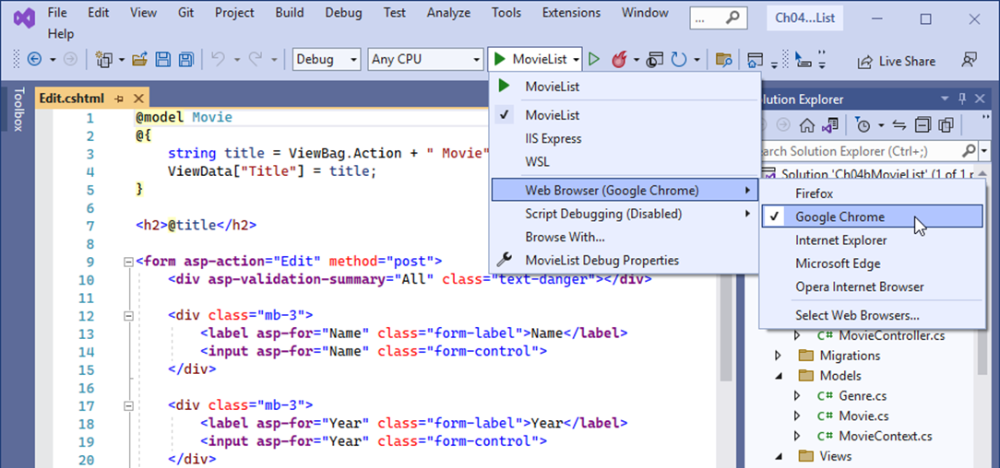 File Edit View Git Project Build Debug Test Analyze Tools Extensions Window ... Ch04...List
Help
Debug Any CPU MovieList Live Share
Toolbox
Edit.cshtml
MovieList
MovieList
IIS Express
WSL
Web Browser (Google Chrome)
Script Debugging (Disabled)
Browse With...
MovieList Debug Properties
Firefox
Google Chrome
Internet Explorer
Microsoft Edge
Opera Internet Browser
Select Web Browsers...
1 @model Movie
2 @{
3 string title = ViewBag.Action + " Movie"
4 ViewData["Title"] = title;
5 }
6
7 <h2>@title</h2>
8
9 <form asp-action="Edit" method="post">
10 <div asp-validation-summary="All" class="text-danger"></div>
11
12 <div class="mb-3">
13 <label asp-for="Name" class="form-label">Name</label>
14 <input asp-for="Name" class="form-control">
15 </div>
16
17 <div class="mb-3">
18 <label asp-for="Year" class="form-label">Year</label>
19 <input asp-for="Year" class="form-control">
20 </div>
olution Explorer
arch Solution Explorer (Ctrl+;)
Solution 'Ch04bMovieList' (1 of 1 p
C# MovieController.cs
Migrations
Models
C# Genre.cs
C# Movie.cs
C# MovieContext.cs
Views